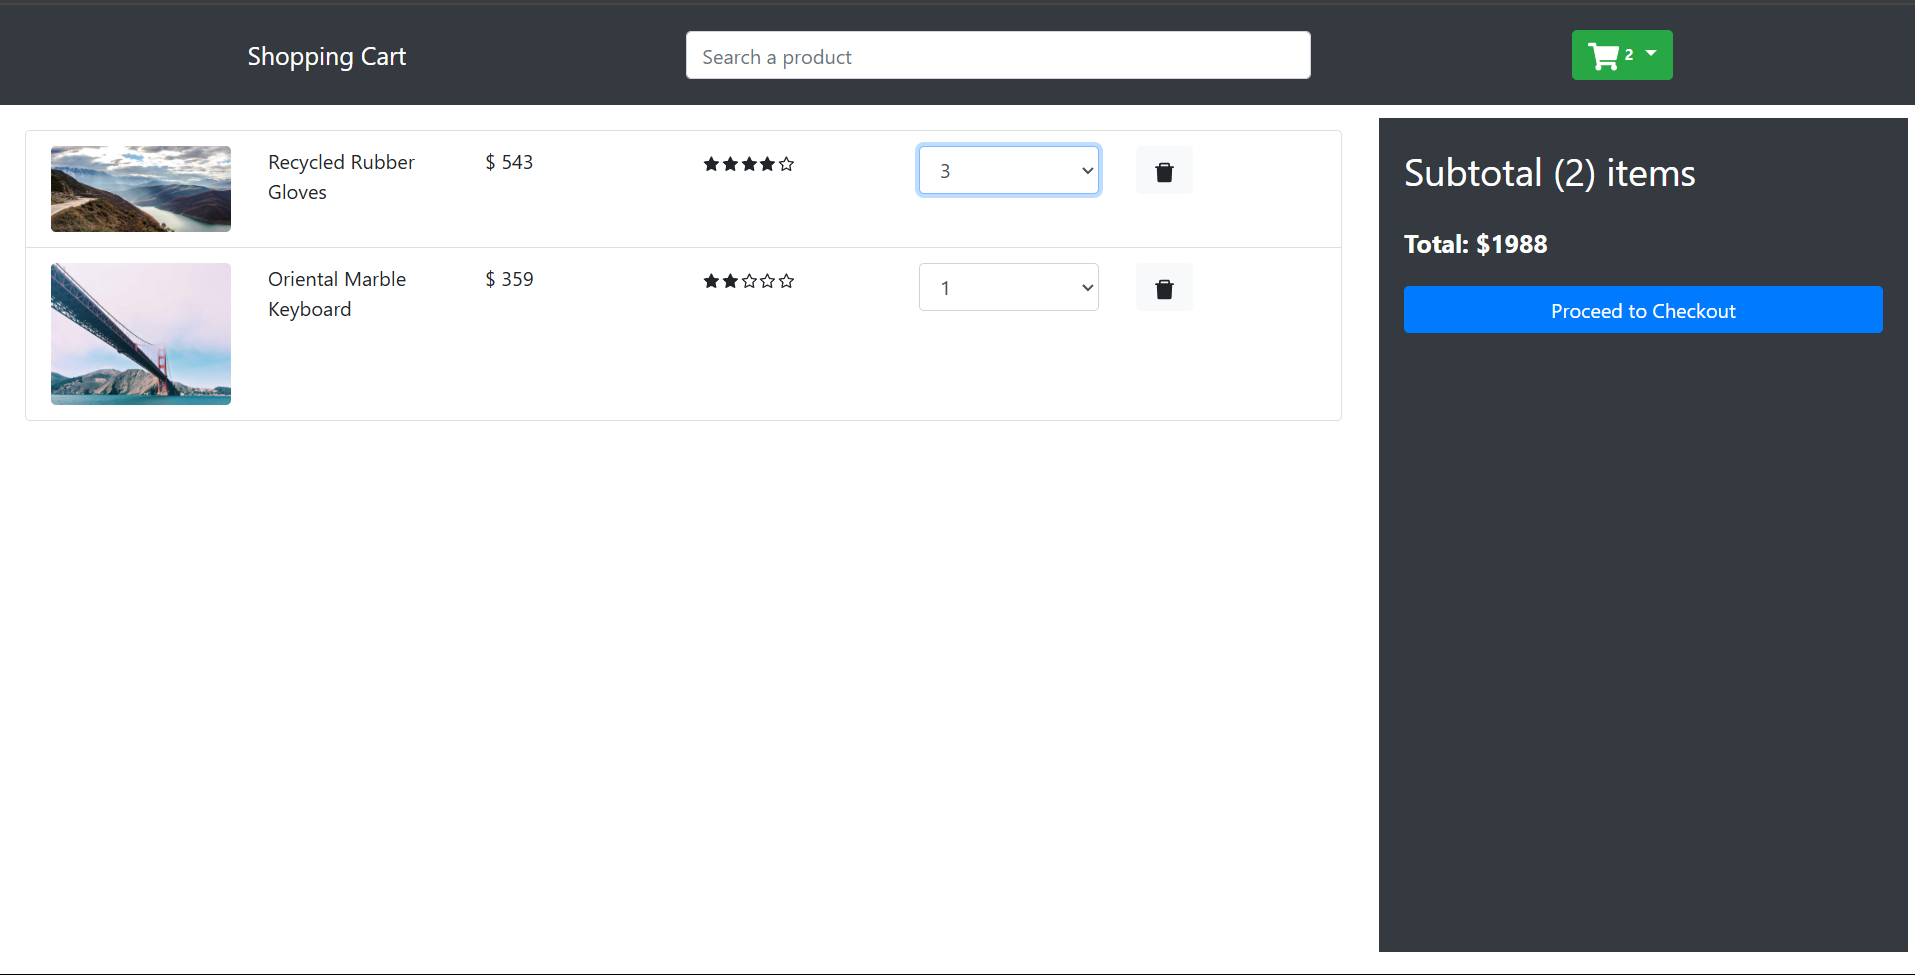 Shopping Cart
Search a product
2
Recycled Rubber
Gloves
$ 543
3
Oriental Marble
Keyboard
$ 359
1
Subtotal (2) items
Total: $1988
Proceed to Checkout